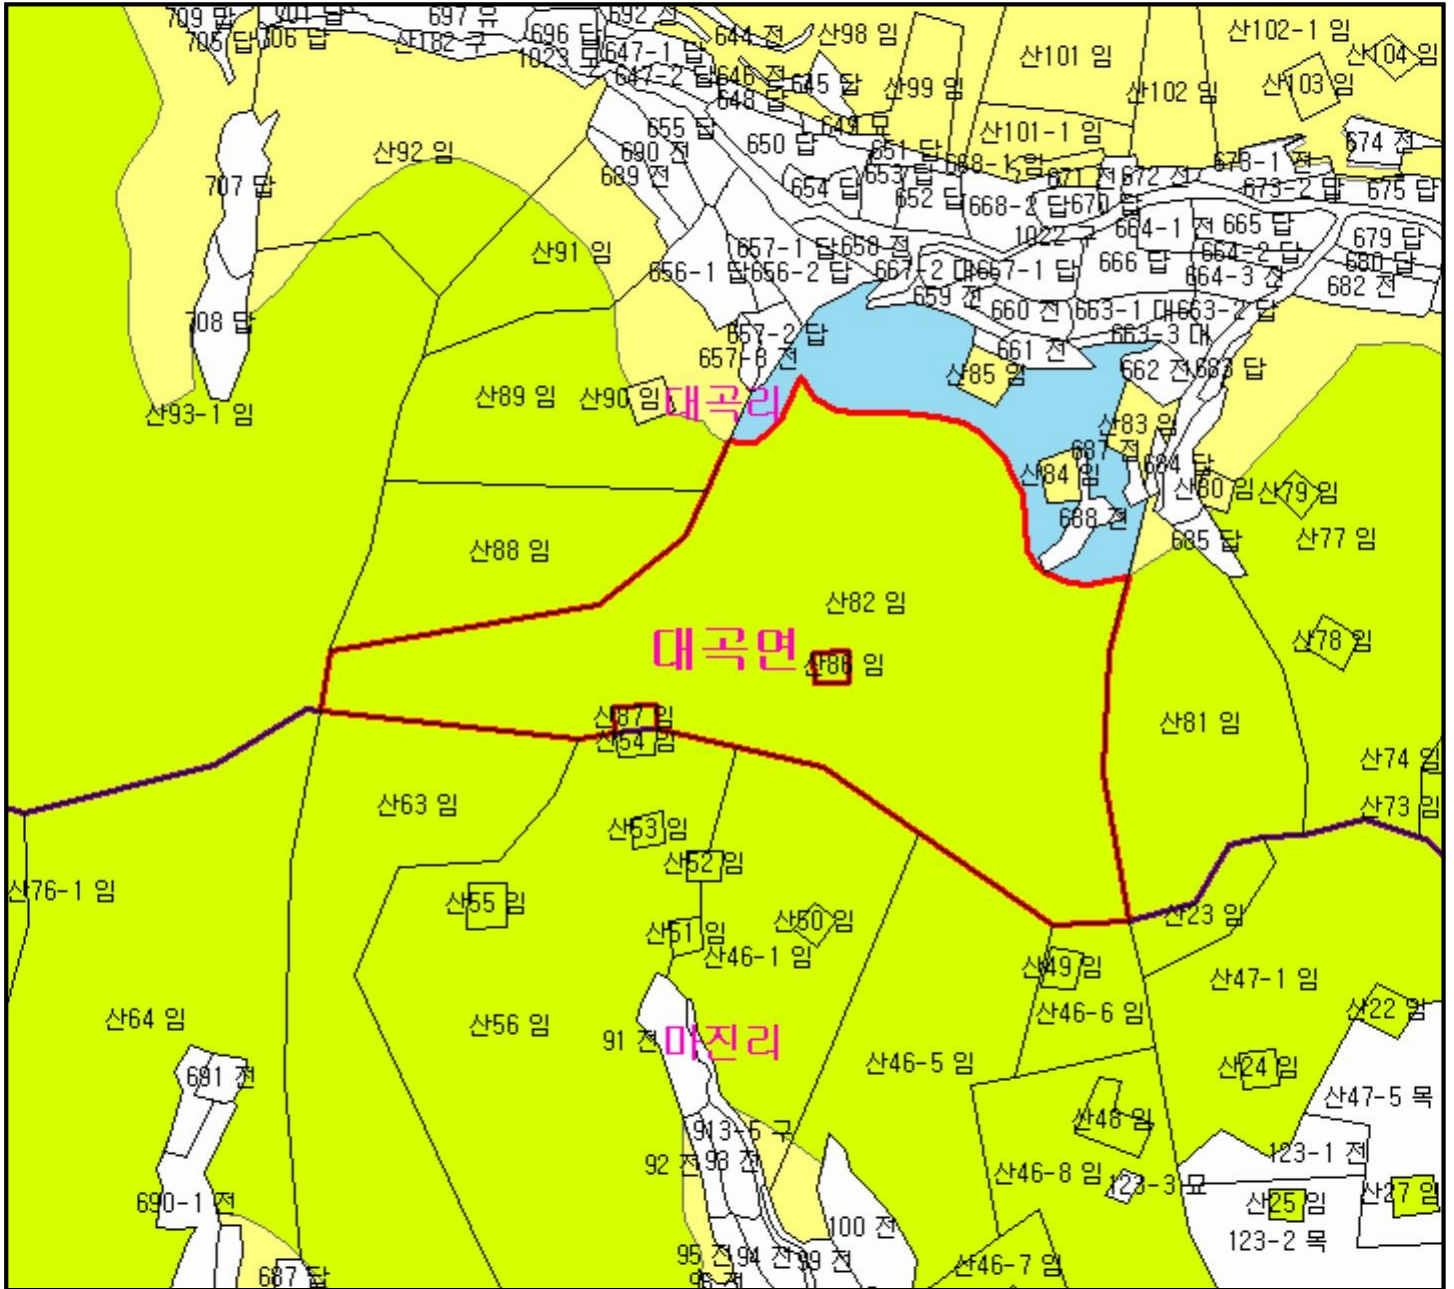 697 유
692 전
산98 임
산102-1 임
696 답
644 전
산101 임
산104 임
706 답
산182 구
647-1 답
산103 임
705 답
647-2 답
646 전
645 답
산99 임
산102 임
648 답
649 묘
산101-1 임
655 답
650 답
651 답
674 전
산92 임
690 전
668-1 임
673-1 전
689 전
653 답
671 전
672 전
707 답
654 답
652 답
673-2 답
675 답
668-2 답
670 답
664-1 전
665 답
1022 구
679 답
산91 임
657-1 답
658 전
664-2 답
680 답
656-1 답
656-2 답
667-2 대
667-1 답
666 답
664-3 전
682 전
659 전
660 전
663-1 대
663-2 답
708 답
657-2 답
663-3 대
657-3 전
661 전
662 전
683 답
산85 임
산89 임
산90 임
대곡리
산93-1 임
산83 임
687 전
684 답
산84 임
산80 임
산79 임
688 전
685 답
산77 임
산88 임
산82 임
대곡면
산86 임
산78 임
산87 임
산81 임
산54 임
산74 임
산63 임
산73 임
산53 임
산52 임
산76-1 임
산55 임
산50 임
산23 임
산51 임
산46-1 임
산49 임
산47-1 임
산64 임
산56 임
산46-6 임
산22 임
91 전
마진리
산46-5 임
산24 임
691 전
산47-5 목
산48 임
913-5 구
123-1 전
92 전
93 전
산46-8 임
123-3 묘
690-1 전
산25 임
산27 임
100 전
123-2 목
95 전
94 전
99 전
산46-7 임
687 답